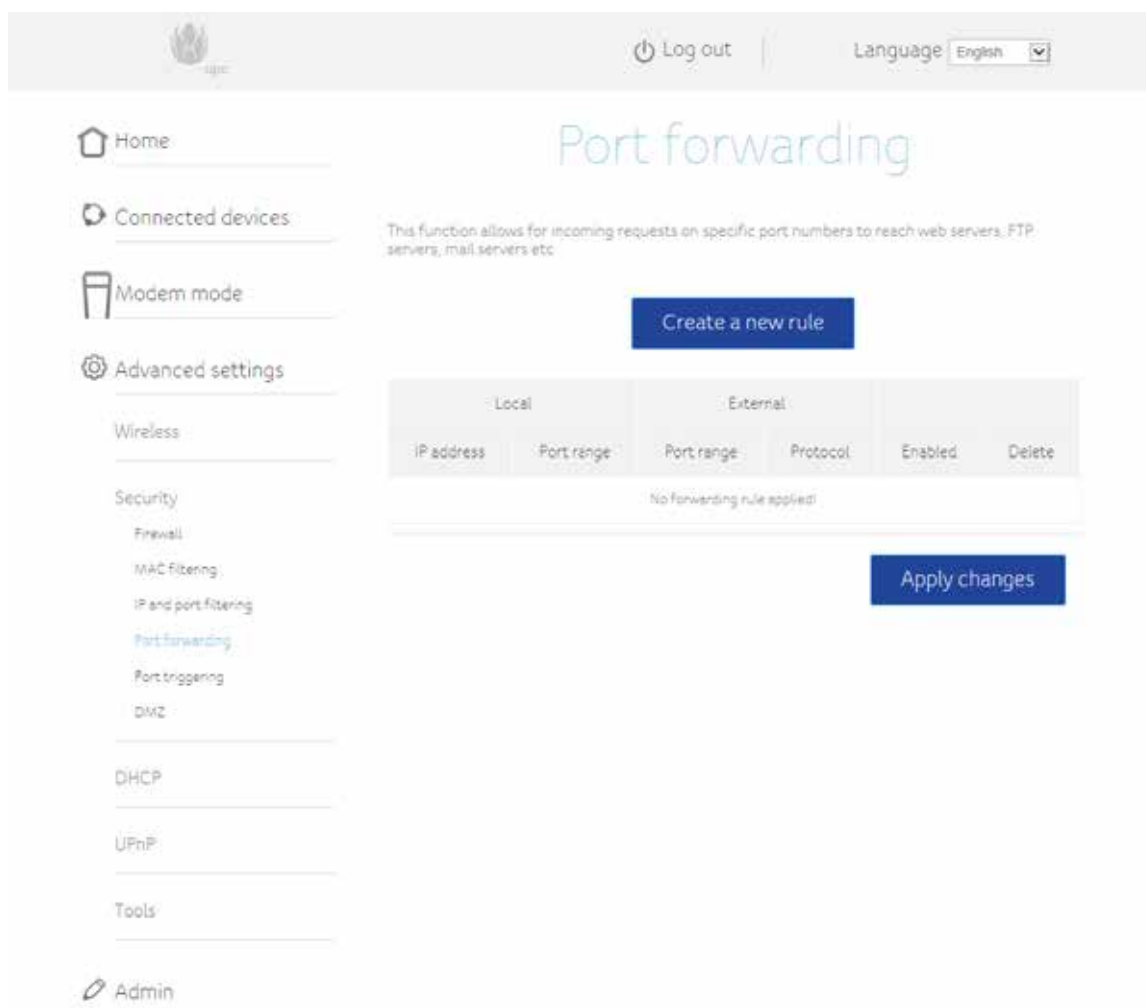 upc
Log out
Language English
Home
Connected devices
Modem mode
Advanced settings
Wireless
Security
Firewall
MAC filtering
IP and port filtering
Port forwarding
Port triggering
DMZ
DHCP
UPnP
Tools
Admin
Port forwarding
This function allows for incoming requests on specific port numbers to reach web servers, FTP
servers, mail servers etc
Create a new rule
Local External
IP address Port range Port range Protocol Enabled Delete
No forwarding rule applied!
Apply changes